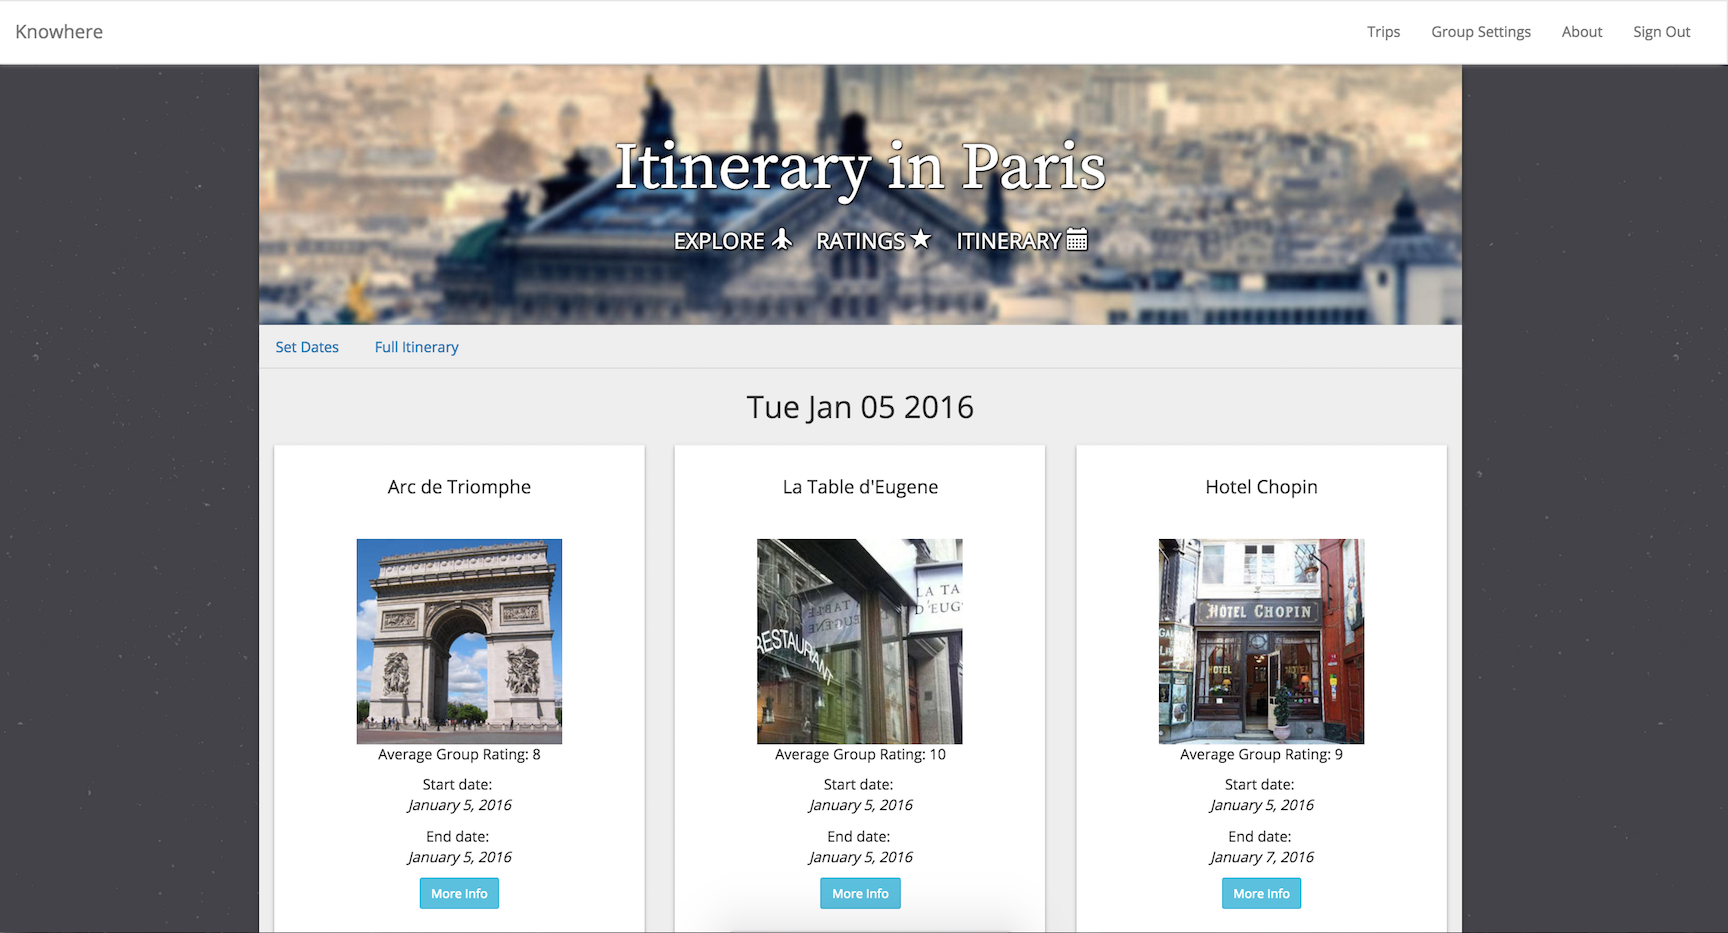 Knowhere
Trips
Group Settings
About
Sign Out
Itinerary in Paris
EXPLORE
RATINGS
ITINERARY
Set Dates
Full Itinerary
Tue Jan 05 2016
Arc de Triomphe
Average Group Rating: 8
Start date:
January 5, 2016
End date:
January 5, 2016
More Info
La Table d'Eugene
LA TA
D'EUG
RESTAURANT
Average Group Rating: 10
Start date:
January 5, 2016
End date:
January 5, 2016
More Info
Hotel Chopin
HÔTEL CHOPIN
HOTEL
HOTEL
Average Group Rating: 9
Start date:
January 5, 2016
End date:
January 7, 2016
More Info